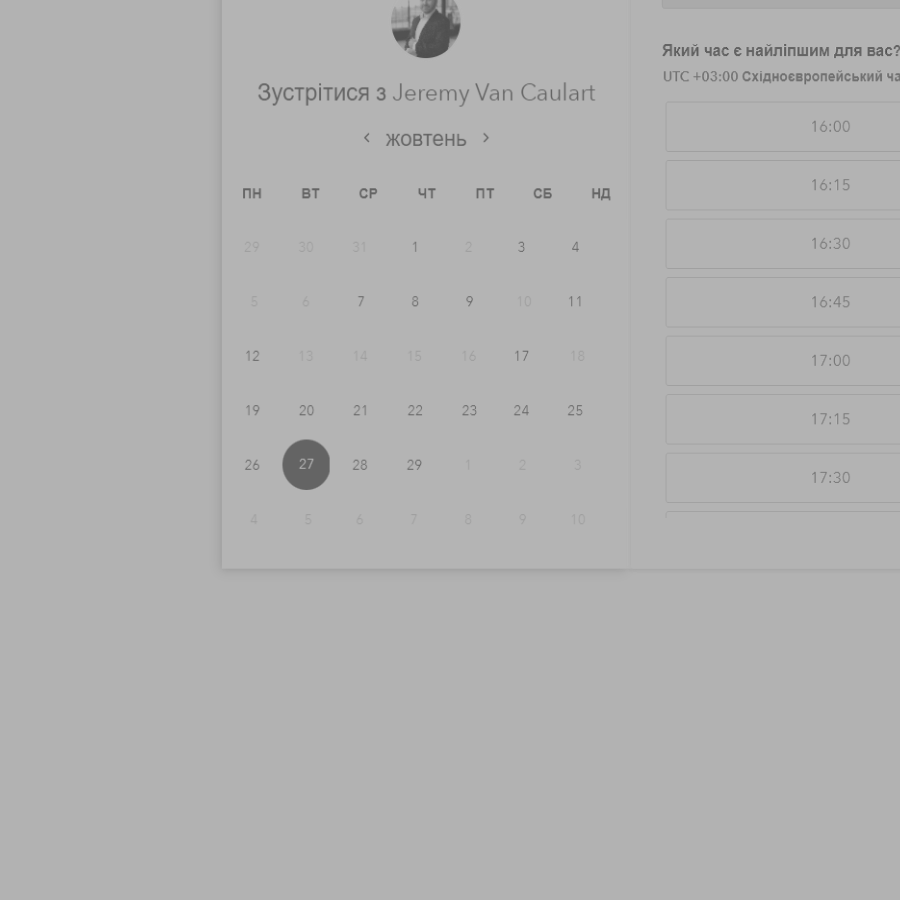 Зустрітися з Jeremy Van Caulart
‹ жовтень ›
ПН ВТ СР ЧТ ПТ СБ НД
29 30 31 1 2 3 4
5 6 7 8 9 10 11
12 13 14 15 16 17 18
19 20 21 22 23 24 25
26 27 28 29 1 2 3
4 5 6 7 8 9 10
Який час є найліпшим для вас?
UTC +03:00 Східноєвропейський ча
16:00
16:15
16:30
16:45
17:00
17:15
17:30